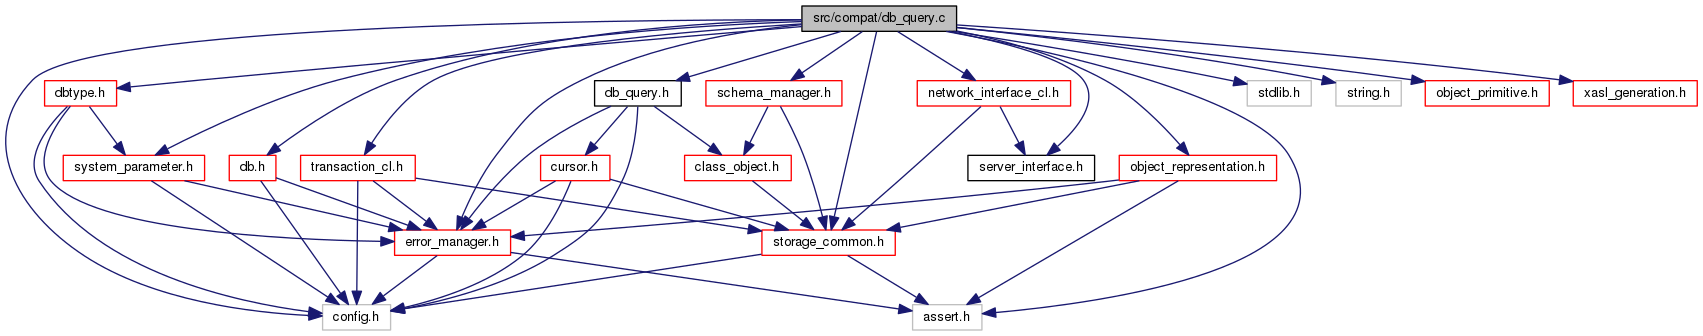 src/compat/db_query.c
dbtype.h
db_query.h
schema_manager.h
network_interface_cl.h
stdlib.h
string.h
object_primitive.h
xasl_generation.h
system_parameter.h
db.h
transaction_cl.h
cursor.h
class_object.h
server_interface.h
object_representation.h
error_manager.h
storage_common.h
config.h
assert.h